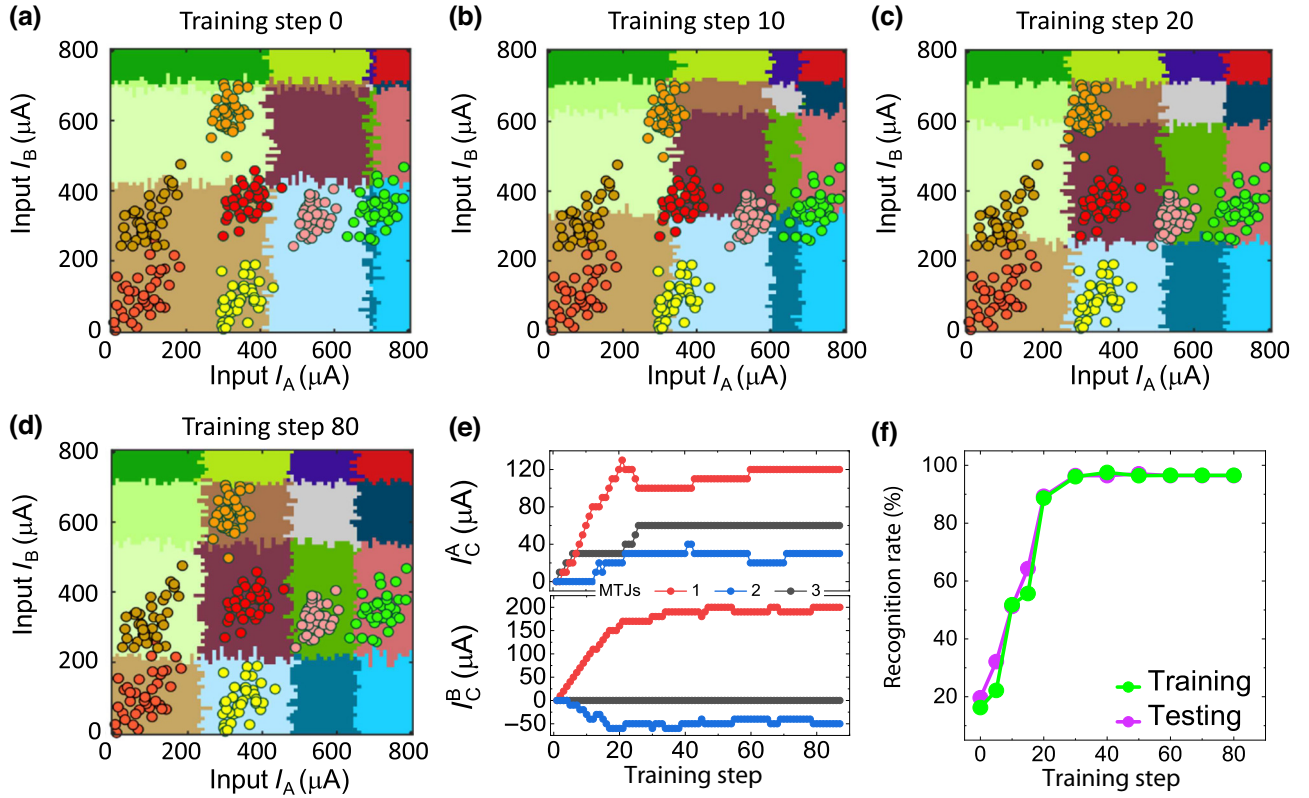 (a) Training step 0
800
600
400
200
0
Input I_B (μA)
0 200 400 600 800
Input I_A (μA)
(b) Training step 10
800
600
400
200
0
Input I_B (μA)
0 200 400 600 800
Input I_A (μA)
(c) Training step 20
800
600
400
200
0
Input I_B (μA)
0 200 400 600 800
Input I_A (μA)
(d) Training step 80
800
600
400
200
0
Input I_B (μA)
0 200 400 600 800
Input I_A (μA)
(e)
120
80
40
0
I_C^A (μA)
MTJs 1 2 3
200
150
100
50
0
−50
I_C^B (μA)
0 20 40 60 80
Training step
(f)
100
80
60
40
20
Recognition rate (%)
Training
Testing
0 20 40 60 80
Training step